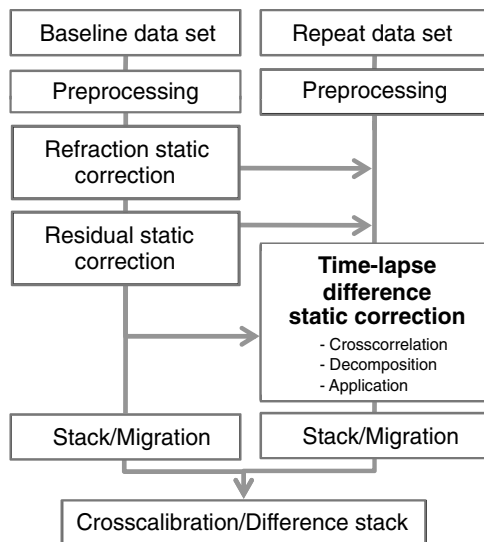 Baseline data set
Repeat data set
Preprocessing
Preprocessing
Refraction static
correction
Residual static
correction
Time-lapse
difference
static correction
- Crosscorrelation
- Decomposition
- Application
Stack/Migration
Stack/Migration
Crosscalibration/Difference stack